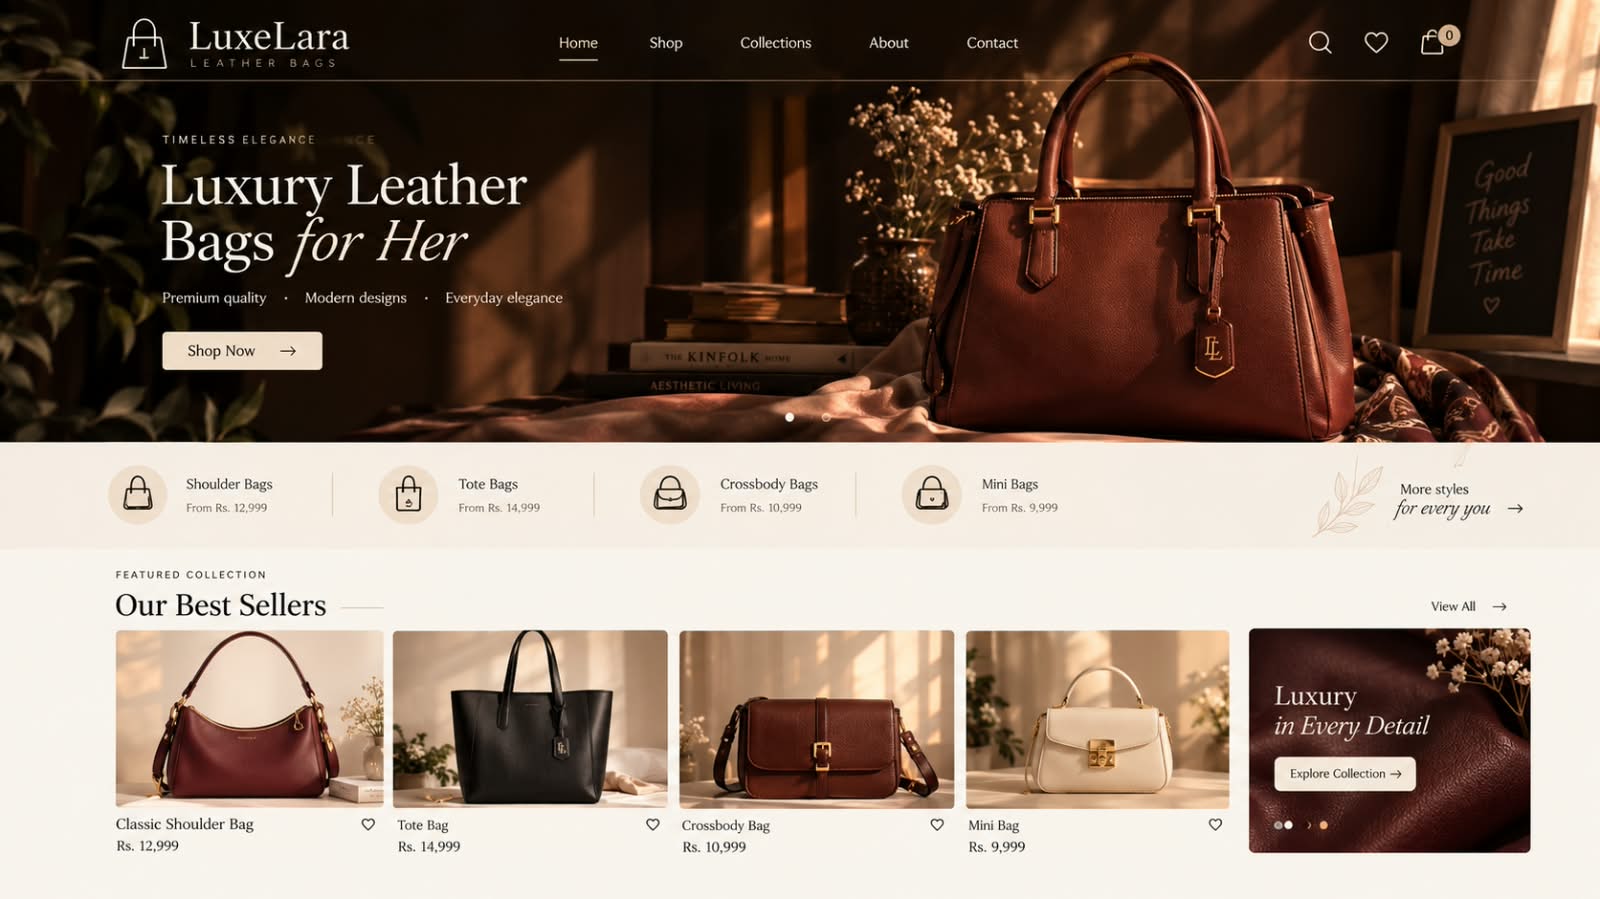 LuxeLara
LEATHER BAGS
Home
Shop
Collections
About
Contact
0
TIMELESS ELEGANCE
Luxury Leather
Bags for Her
Premium quality • Modern designs • Everyday elegance
Shop Now →
Good
Things
Take
Time
THE KINFOLK HOME
AESTHETIC LIVING
LL
Shoulder Bags
From Rs. 12,999
Tote Bags
From Rs. 14,999
Crossbody Bags
From Rs. 10,999
Mini Bags
From Rs. 9,999
More styles
for every you →
FEATURED COLLECTION
Our Best Sellers
View All →
Classic Shoulder Bag
Rs. 12,999
Tote Bag
Rs. 14,999
Crossbody Bag
Rs. 10,999
Mini Bag
Rs. 9,999
Luxury
in Every Detail
Explore Collection →